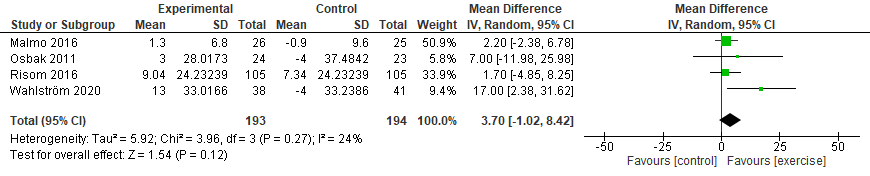 Experimental Control Mean Difference Mean Difference
Study or Subgroup Mean SD Total Mean SD Total Weight IV, Random, 95% CI IV, Random, 95% CI
Malmo 2016 1.3 6.8 26 -0.9 9.6 25 50.9% 2.20 [-2.38, 6.78]
Osbak 2011 3 28.0173 24 -4 37.4842 23 5.7% 7.00 [-11.98, 25.98]
Risom 2016 9.04 24.23239 105 7.34 24.23239 105 33.9% 1.70 [-4.85, 8.25]
Wahlström 2020 13 33.0166 38 -4 33.2386 41 9.4% 17.00 [2.38, 31.62]
Total (95% CI) 193 194 100.0% 3.70 [-1.02, 8.42]
Heterogeneity: Tau² = 5.92; Chi² = 3.96, df = 3 (P = 0.27); I² = 24%
Test for overall effect: Z = 1.54 (P = 0.12)
-50 -25 0 25 50
Favours [control] Favours [exercise]